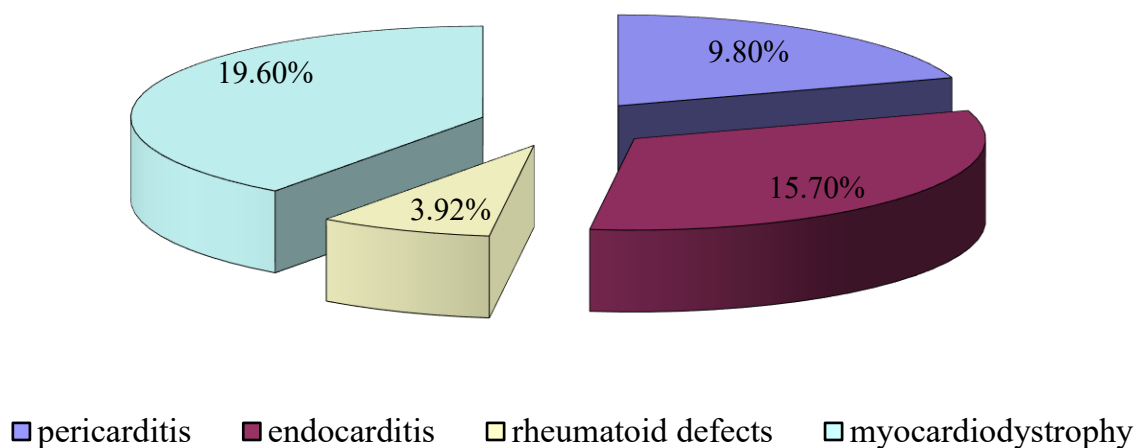 9.80%
19.60%
15.70%
3.92%
pericarditis endocarditis rheumatoid defects myocardiodystrophy